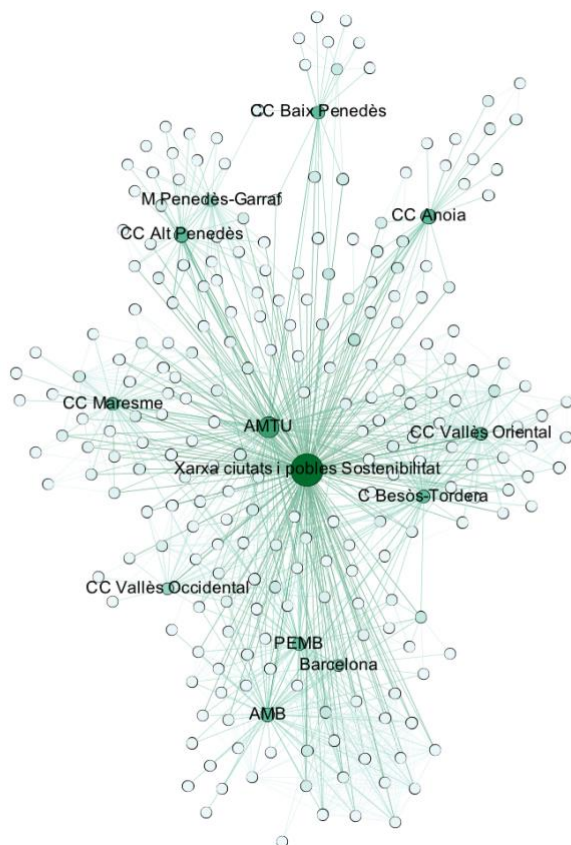 CC Baix Penedès
M Penedès-Garraf
CC Anoia
CC Alt Penedès
CC Maresme
AMTU
CC Vallès Oriental
Xarxa ciutats i pobles Sostenibilitat
C Besòs-Tordera
CC Vallès Occidental
PEMB
Barcelona
AMB